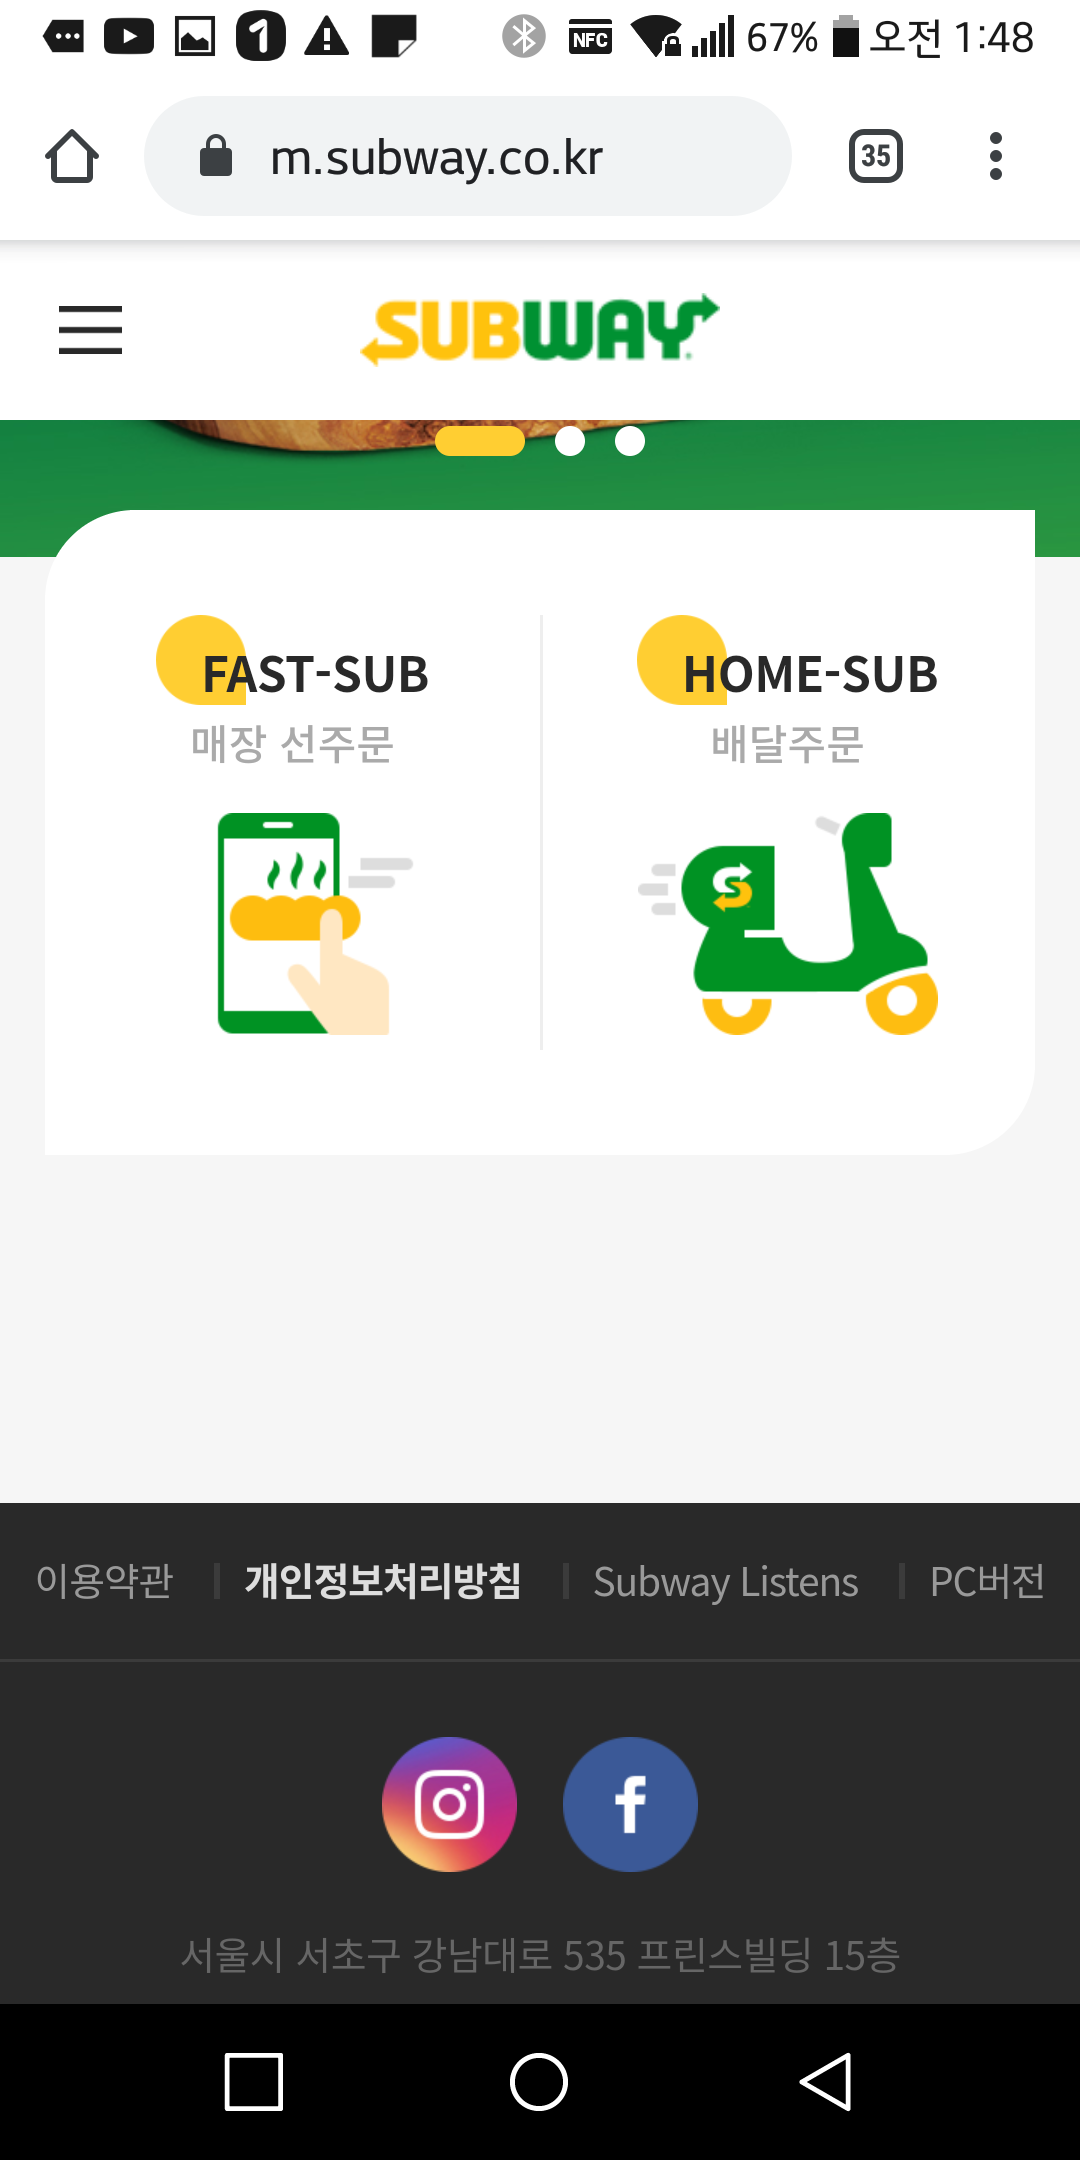 NFC 67% 오전 1:48
m.subway.co.kr 35
SUBWAY
FAST-SUB
매장 선주문
HOME-SUB
배달주문
S
이용약관 개인정보처리방침 Subway Listens PC버전
서울시 서초구 강남대로 535 프린스빌딩 15층